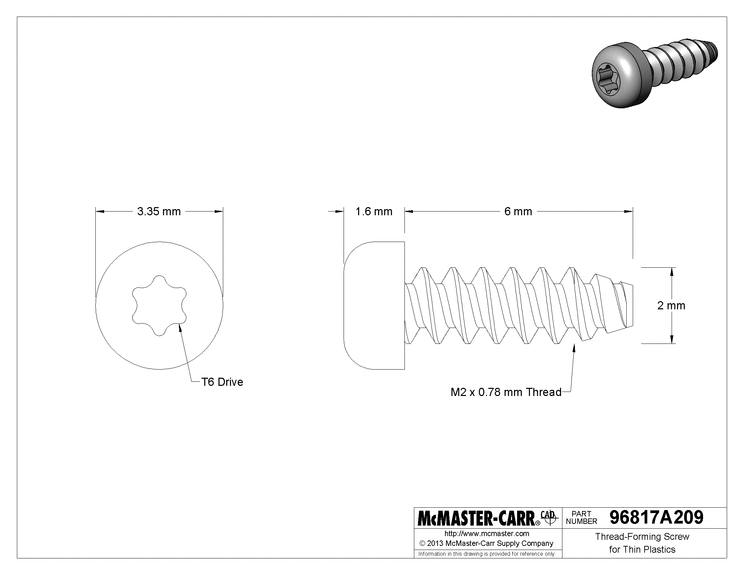 3.35 mm
1.6 mm
6 mm
2 mm
T6 Drive
M2 x 0.78 mm Thread
McMASTER-CARR® CAD
http://www.mcmaster.com
© 2013 McMaster-Carr Supply Company
Information in this drawing is provided for reference only.
PART
NUMBER
96817A209
Thread-Forming Screw
for Thin Plastics